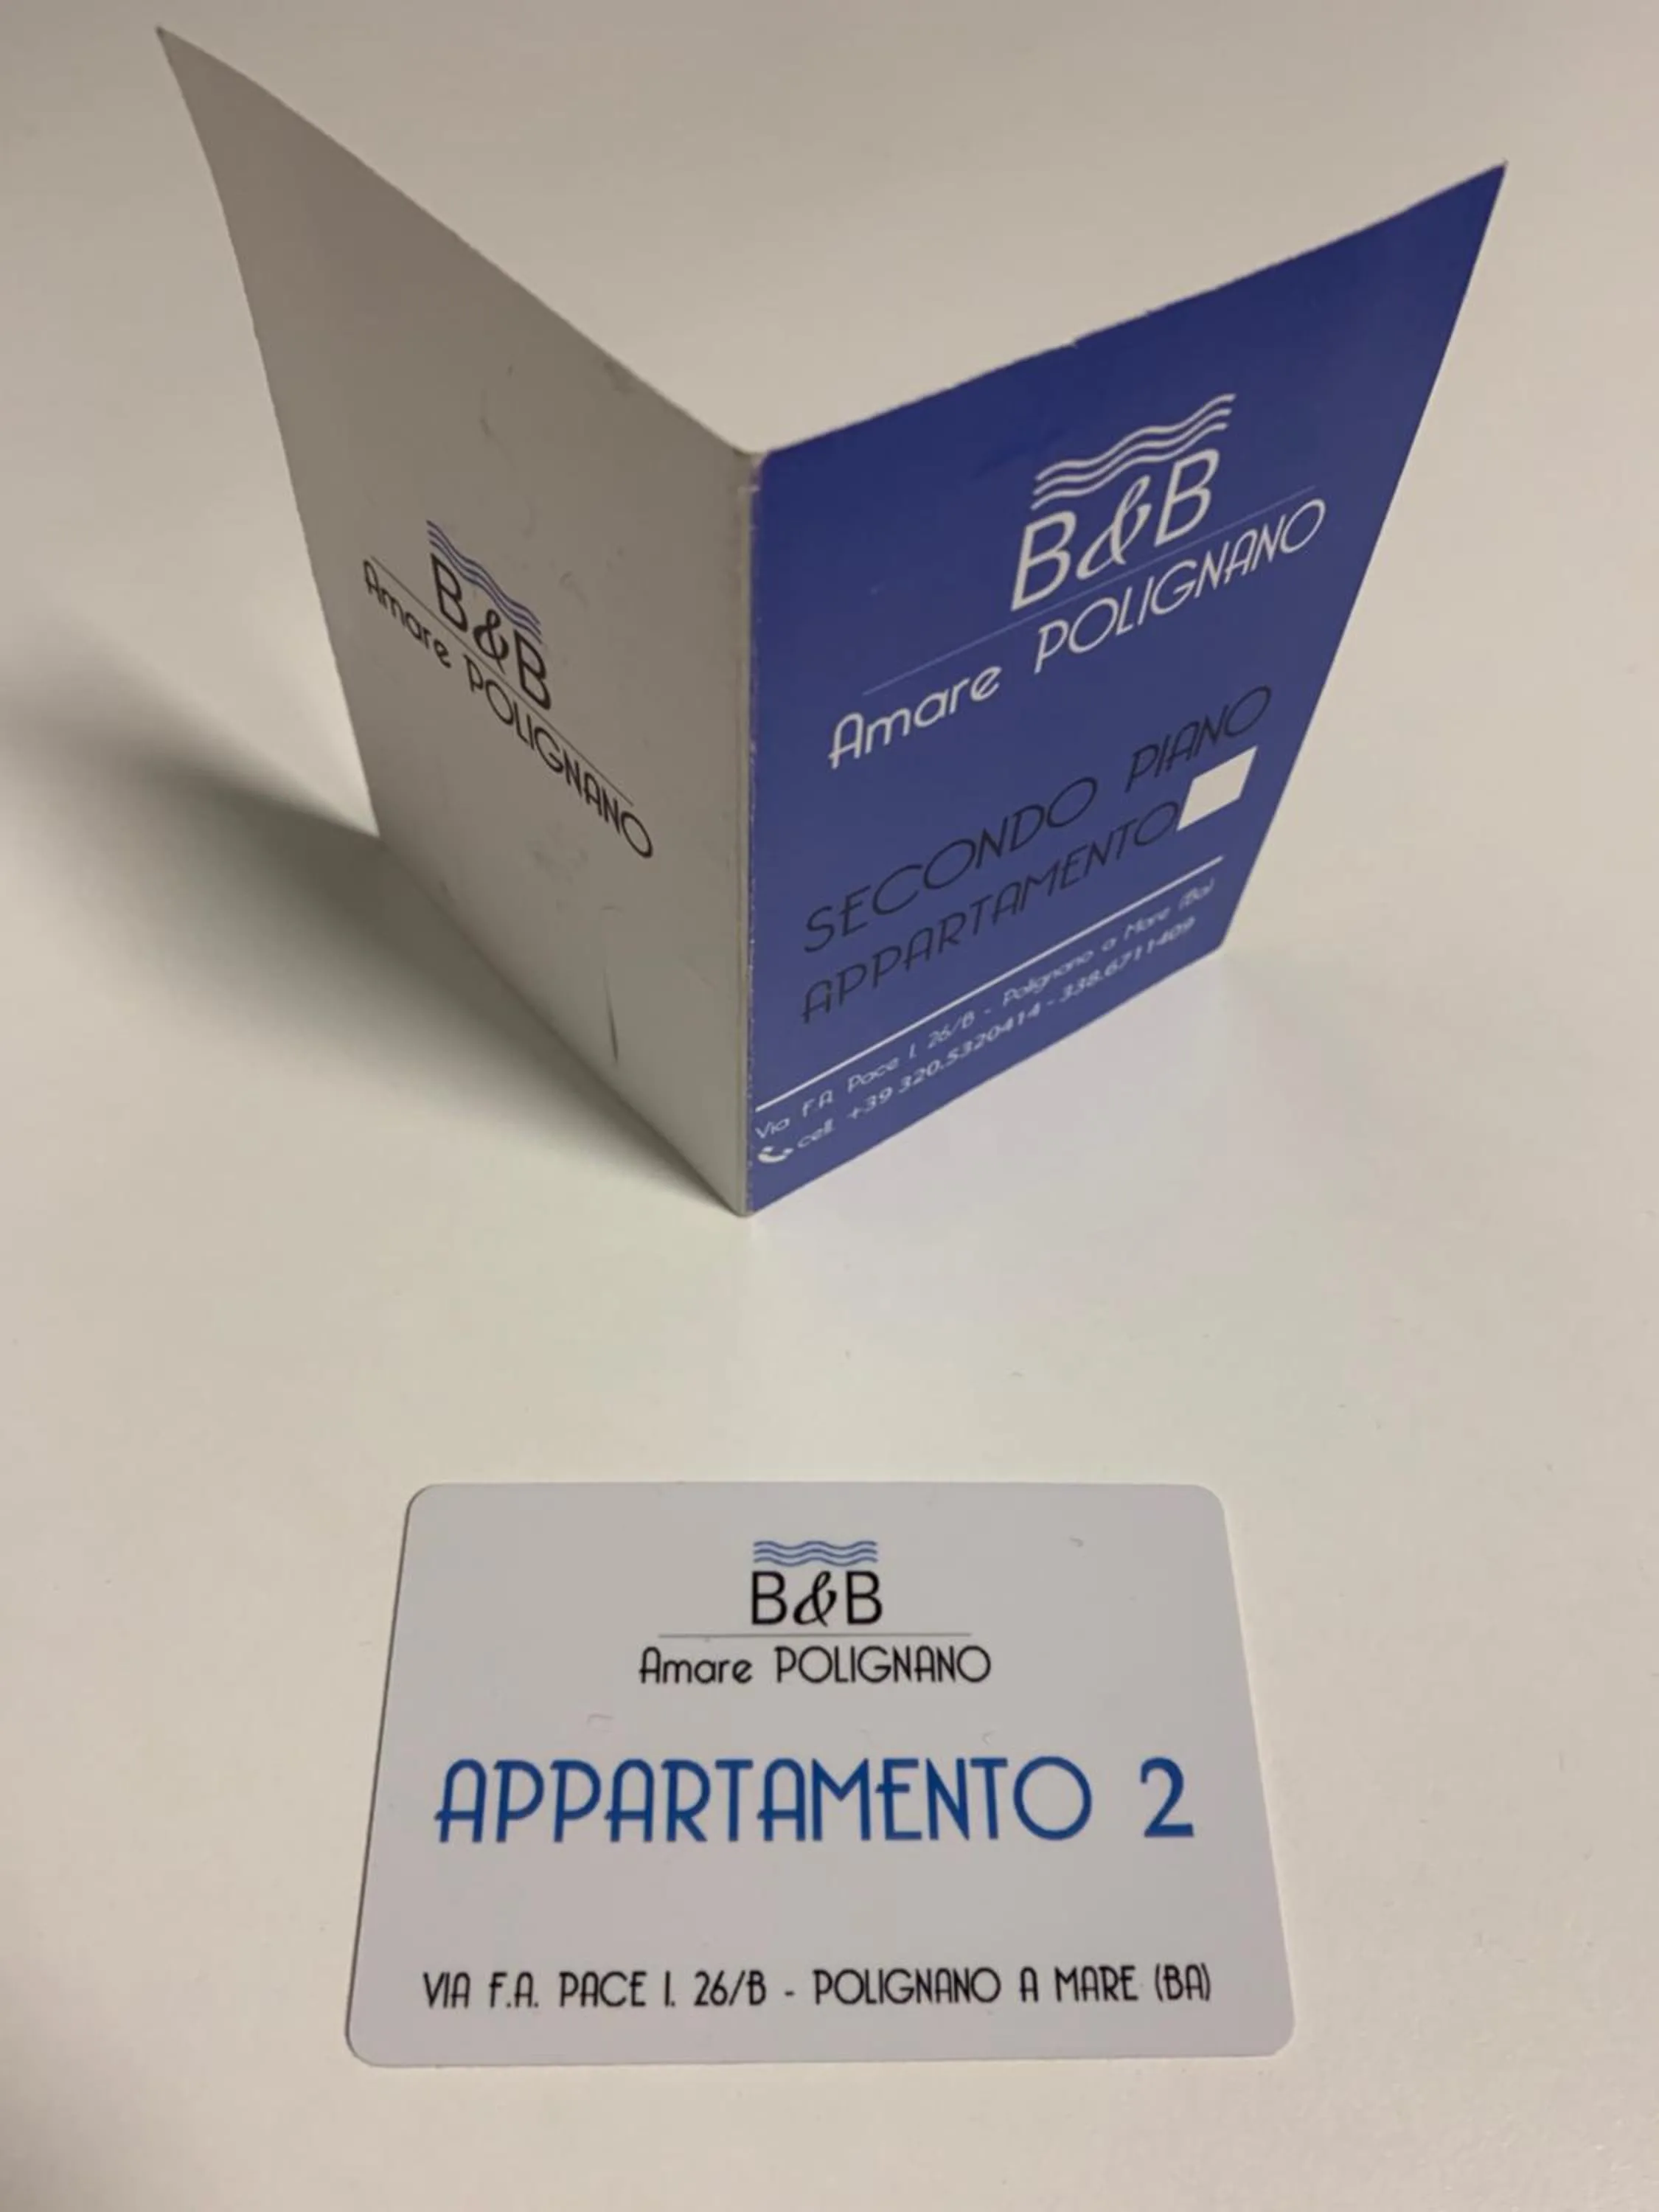 B&B
Amare POLIGNANO
B&B
Amare POLIGNANO
SECONDO PIANO
APPARTAMENTO
Via F.A. Pace I. 26/B - Polignano a Mare (Ba)
cell. +39 320.5320414 - 338.6711409
B&B
Amare POLIGNANO
APPARTAMENTO 2
VIA F.A. PACE I. 26/B - POLIGNANO A MARE (BA)